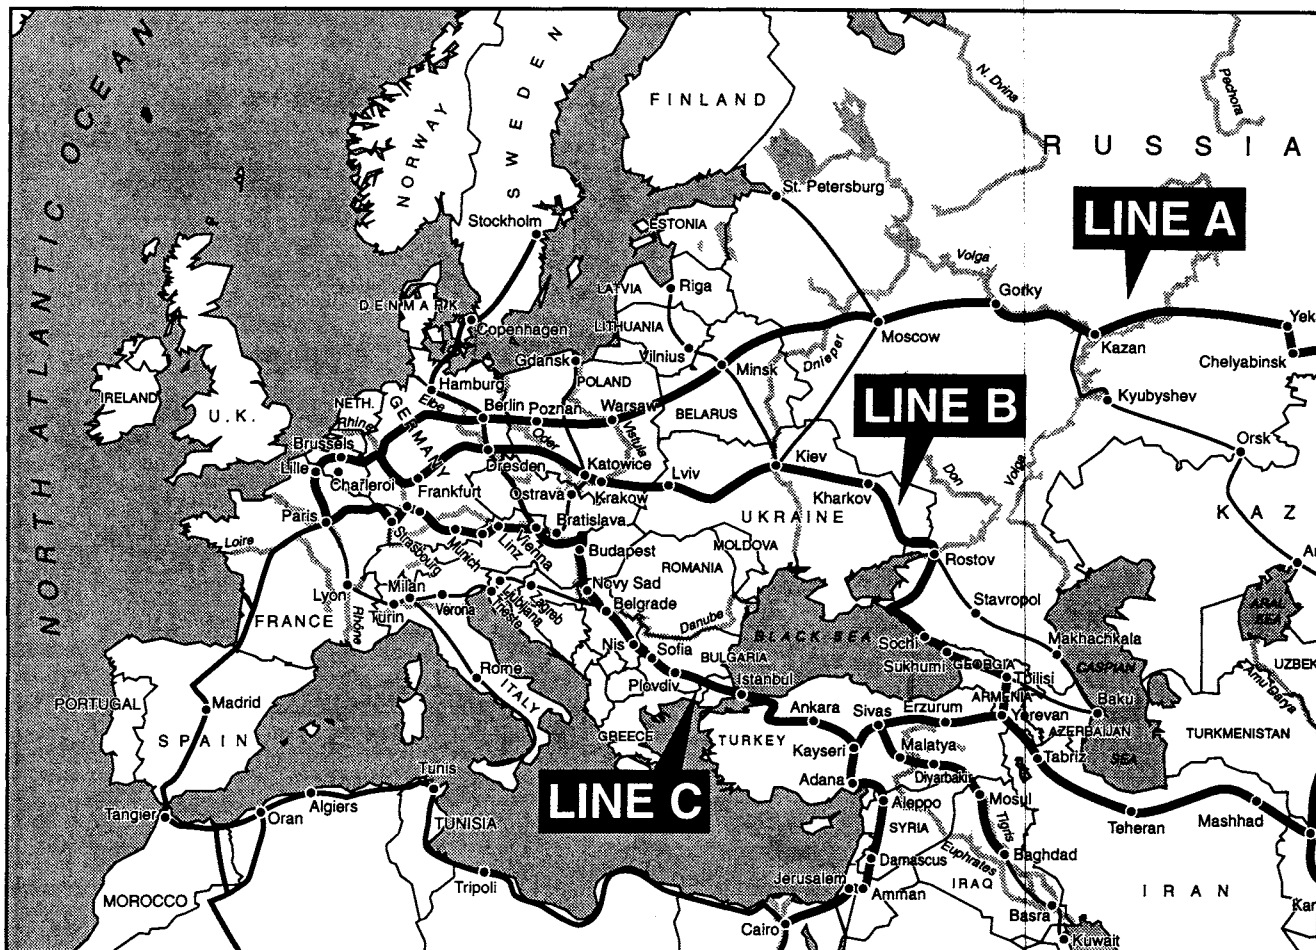 NORTH ATLANTIC OCEAN
NORWAY
SWEDEN
FINLAND
N. Dvina
Pechora
RUSSIA
St. Petersburg
LINE A
Stockholm
ESTONIA
Volga
LATVIA
Riga
Gorky
DENMARK
Copenhagen
LITHUANIA
Moscow
Kazan
Yek
Chelyabinsk
Gdansk
Vilnius
Minsk
Dnieper
IRELAND
U.K.
Hamburg
POLAND
NETH.
Elbe
GERMANY
Berlin
Poznan
Warsaw
BELARUS
LINE B
Kyubyshev
Rhine
Oder
Vistula
Brussels
Lille
Charleroi
Dresden
Frankfurt
Katowice
Krakow
Ostrava
Lviv
Kiev
Kharkov
Don
Volga
Orsk
KAZ
Paris
Loire
Strasbourg
Munich
Linz
Vienna
Bratislava
Budapest
UKRAINE
MOLDOVA
Rostov
Ar
ROMANIA
Lyon
Rhône
Milan
Turin
Verona
Ljubljana
Trieste
Zagreb
Novy Sad
Belgrade
Danube
Stavropol
ARAL SEA
FRANCE
BLACK SEA
Nis
Sofia
BULGARIA
Plovdiv
Istanbul
Sochi
Sukhumi
GEORGIA
Tbilisi
Makhachkala
CASPIAN
SEA
UZBEK
Amu Darya
PORTUGAL
Madrid
SPAIN
Rome
ITALY
GREECE
TURKEY
Ankara
Sivas
Erzurum
ARMENIA
Yerevan
Baku
AZERBAIJAN
TURKMENISTAN
Kayseri
Malatya
Diyarbakir
Tabriz
Adana
LINE C
Tunis
Tangier
Oran
Algiers
TUNISIA
Aleppo
SYRIA
Mosul
Tigris
Teheran
Mashhad
Tripoli
Damascus
Euphrates
Baghdad
Jerusalem
Amman
IRAQ
IRAN
MOROCCO
Cairo
Basra
Kuwait
Kar